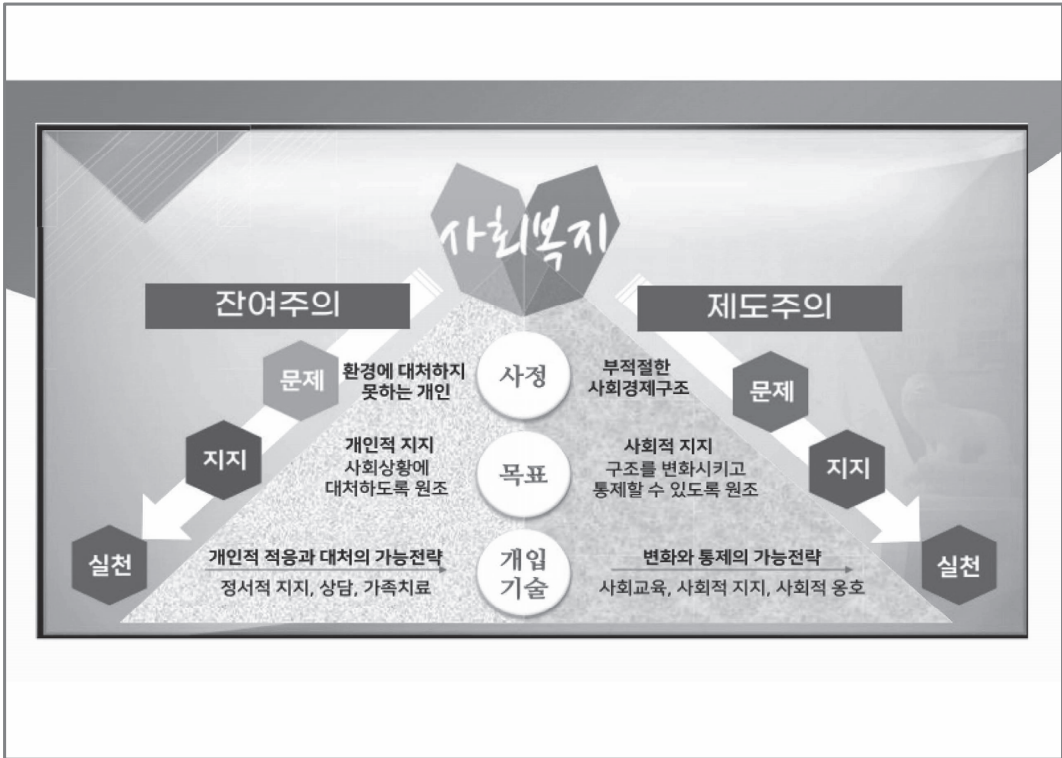 사회복지
잔여주의
제도주의
문제
환경에 대처하지
못하는 개인
사정
부적절한
사회경제구조
문제
지지
개인적 지지
사회상황에
대처하도록 원조
목표
사회적 지지
구조를 변화시키고
통제할 수 있도록 원조
지지
실천
개인적 적응과 대처의 가능전략
정서적 지지, 상담, 가족치료
개입
기술
변화와 통제의 가능전략
사회교육, 사회적 지지, 사회적 옹호
실천